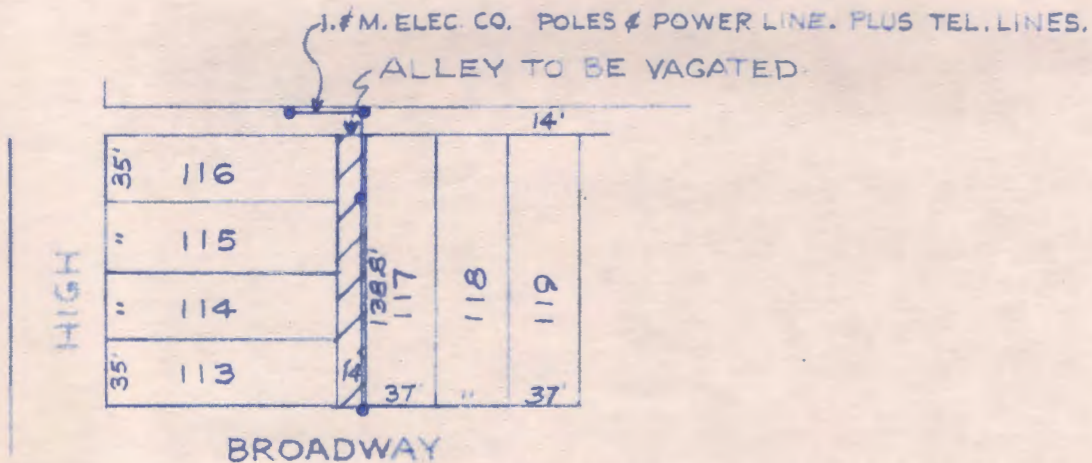 I.&M. ELEC. CO. POLES & POWER LINE. PLUS TEL. LINES.
ALLEY TO BE VACATED
14'
35' 116
" 115
" 114
35' 113
HIGH
138.8'
117
118
119
37' " 37'
BROADWAY